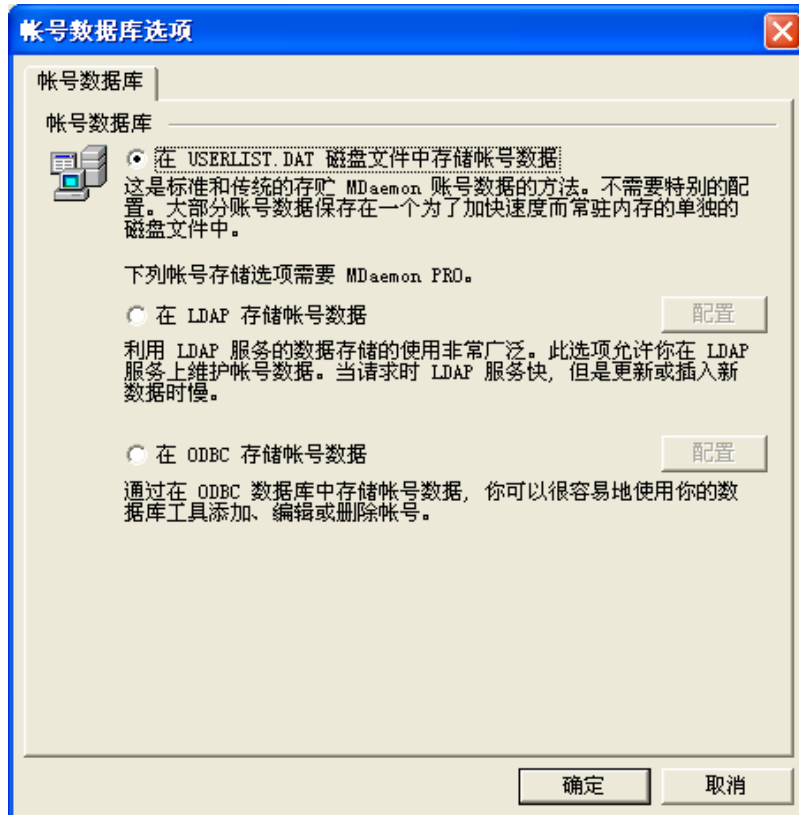 帐号数据库选项
帐号数据库
帐号数据库
在 USERLIST.DAT 磁盘文件中存储帐号数据
这是标准和传统的存贮 MDaemon 账号数据的方法。不需要特别的配
置。大部分账号数据保存在一个为了加快速度而常驻内存的单独的
磁盘文件中。
下列帐号存储选项需要 MDaemon PRO。
在 LDAP 存储帐号数据
配置
利用 LDAP 服务的数据存储的使用非常广泛。此选项允许你在 LDAP
服务上维护帐号数据。当请求时 LDAP 服务快, 但是更新或插入新
数据时慢。
在 ODBC 存储帐号数据
配置
通过在 ODBC 数据库中存储帐号数据, 你可以很容易地使用你的数
据库工具添加、编辑或删除帐号。
确定
取消